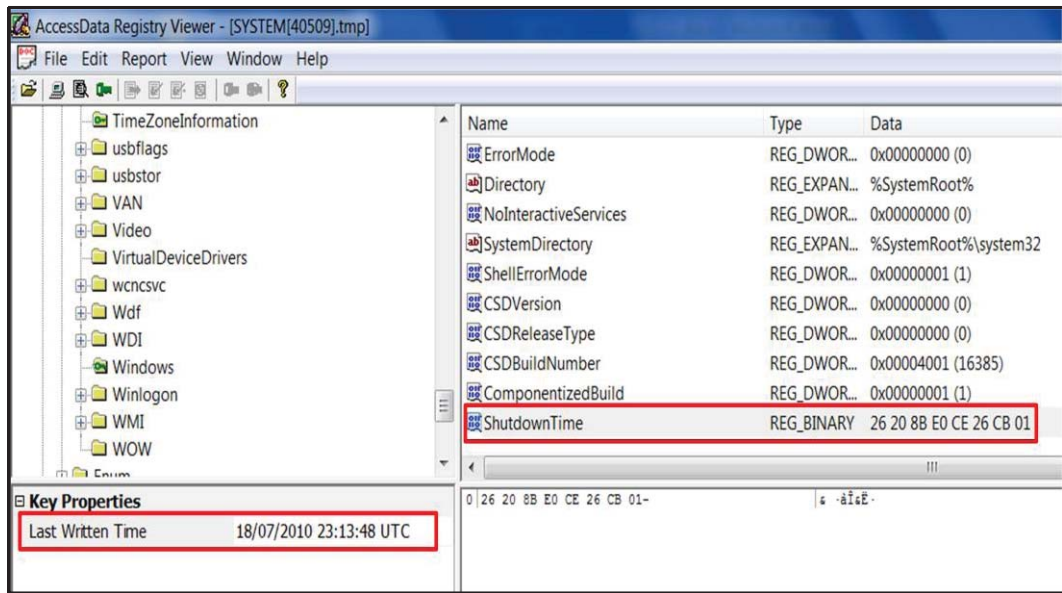 AccessData Registry Viewer - [SYSTEM[40509].tmp]
File Edit Report View Window Help
TimeZoneInformation
usbflags
usbstor
VAN
Video
VirtualDeviceDrivers
wcncsvc
Wdf
WDI
Windows
Winlogon
WMI
WOW
Enum
Name Type Data
ErrorMode REG_DWOR... 0x00000000 (0)
Directory REG_EXPAN... %SystemRoot%
NoInteractiveServices REG_DWOR... 0x00000000 (0)
SystemDirectory REG_EXPAN... %SystemRoot%\system32
ShellErrorMode REG_DWOR... 0x00000001 (1)
CSDVersion REG_DWOR... 0x00000000 (0)
CSDReleaseType REG_DWOR... 0x00000000 (0)
CSDBuildNumber REG_DWOR... 0x00004001 (16385)
ComponentizedBuild REG_DWOR... 0x00000001 (1)
ShutdownTime REG_BINARY 26 20 8B E0 CE 26 CB 01
Key Properties
Last Written Time 18/07/2010 23:13:48 UTC
0 26 20 8B E0 CE 26 CB 01- & ·àÎ&Ë·